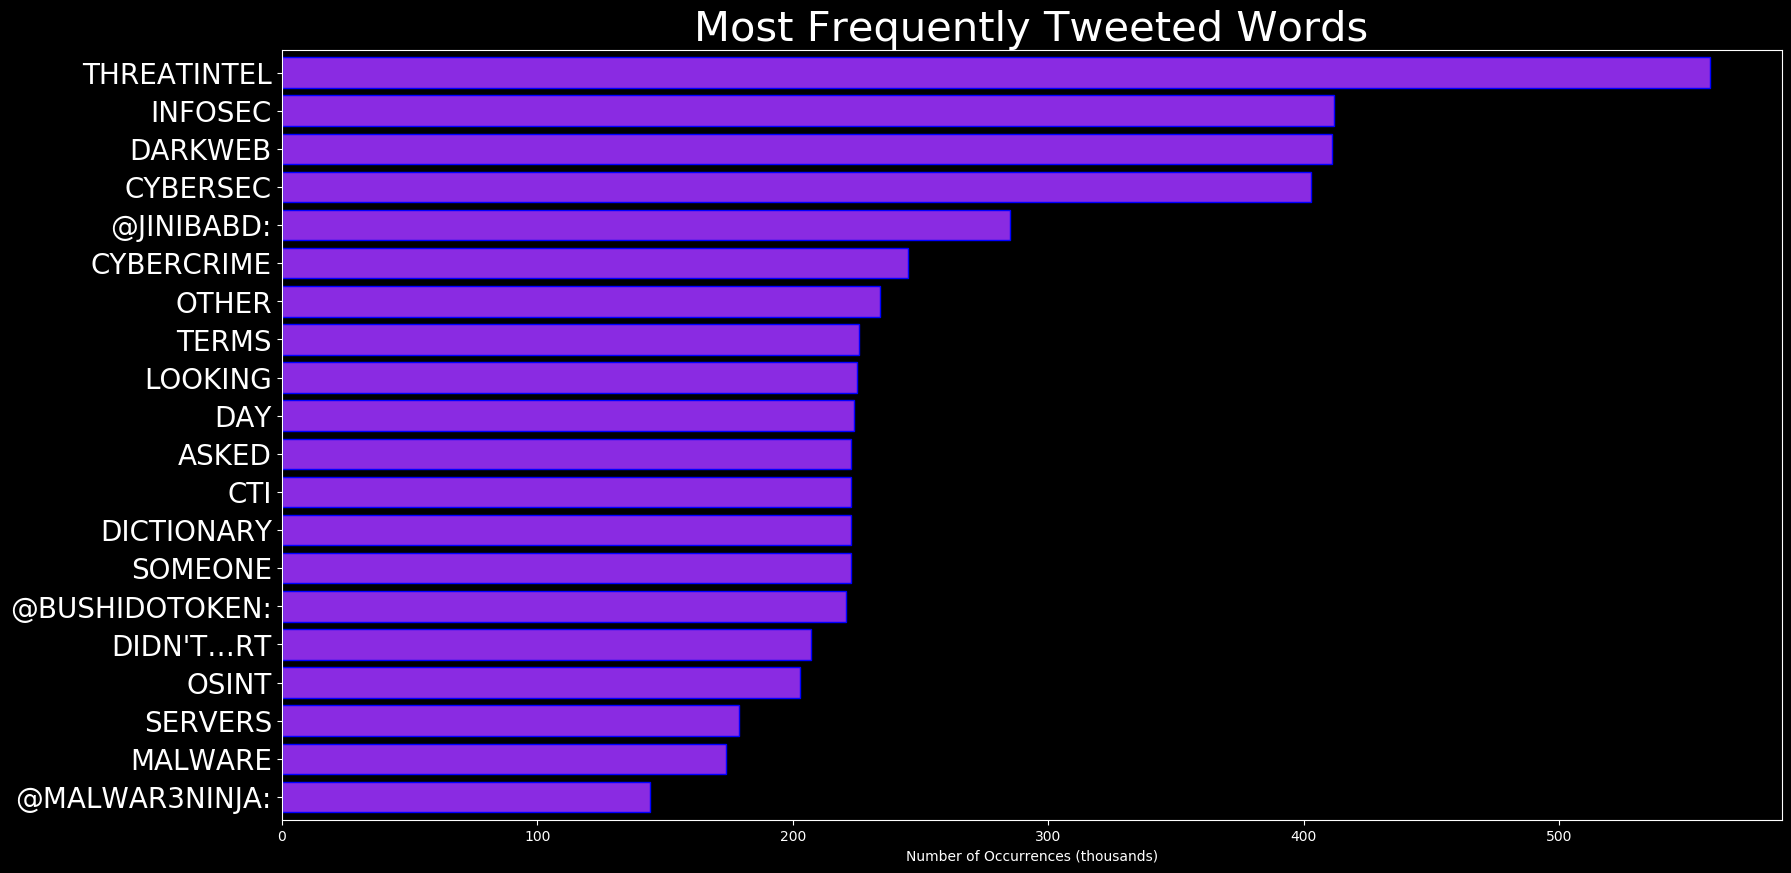 Most Frequently Tweeted Words
THREATINTEL
INFOSEC
DARKWEB
CYBERSEC
@JINIBABD:
CYBERCRIME
OTHER
TERMS
LOOKING
DAY
ASKED
CTI
DICTIONARY
SOMEONE
@BUSHIDOTOKEN:
DIDN'T…RT
OSINT
SERVERS
MALWARE
@MALWAR3NINJA:
0 100 200 300 400 500
Number of Occurrences (thousands)